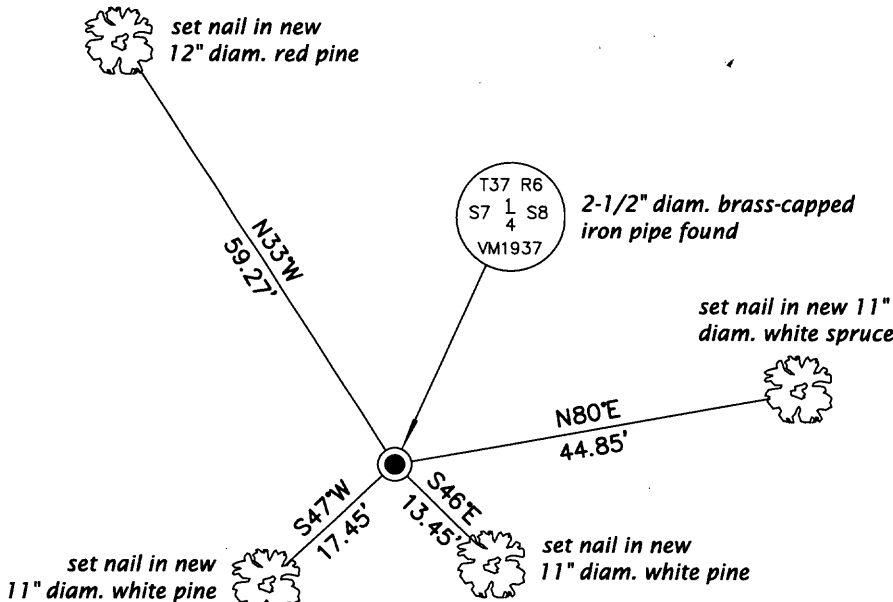 set nail in new
12" diam. red pine
T37 R6
S7 1/4 S8
VM1937
2-1/2" diam. brass-capped
iron pipe found
N33°W
59.27'
set nail in new 11"
diam. white spruce
N80°E
44.85'
S47°W
17.45'
S46°E
13.45'
set nail in new
11" diam. white pine
set nail in new
11" diam. white pine